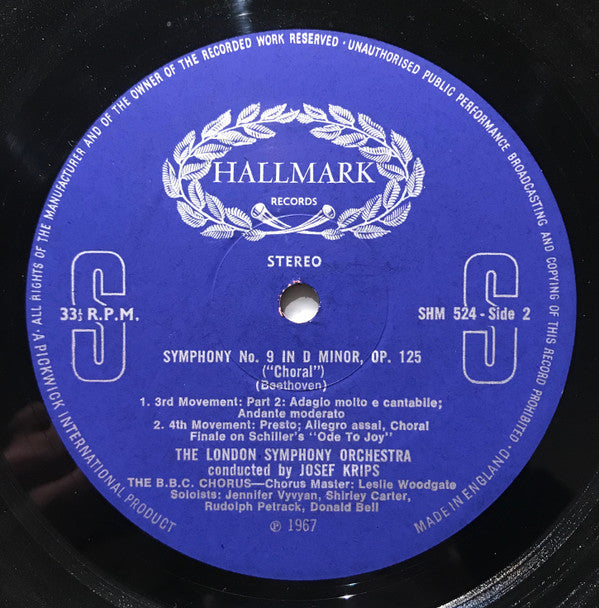 A PICKWICK INTERNATIONAL PRODUCT
· ALL RIGHTS OF THE MANUFACTURER AND OF THE OWNER OF THE RECORDED WORK RESERVED · UNAUTHORISED PUBLIC PERFORMANCE BROADCASTING AND COPYING OF THIS RECORD PROHIBITED ·
MADE IN ENGLAND ·
HALLMARK
RECORDS
STEREO
S S
33⅓ R.P.M.
SHM 524 - Side 2
SYMPHONY No. 9 IN D MINOR, OP. 125
("Choral")
(Beethoven)
1. 3rd Movement: Part 2: Adagio molto e cantabile;
Andante moderato
2. 4th Movement: Presto; Allegro assai, Choral
Finale on Schiller's "Ode To Joy"
THE LONDON SYMPHONY ORCHESTRA
conducted by JOSEF KRIPS
THE B.B.C. CHORUS—Chorus Master: Leslie Woodgate
Soloists: Jennifer Vyvyan, Shirley Carter,
Rudolph Petrack, Donald Bell
℗ 1967